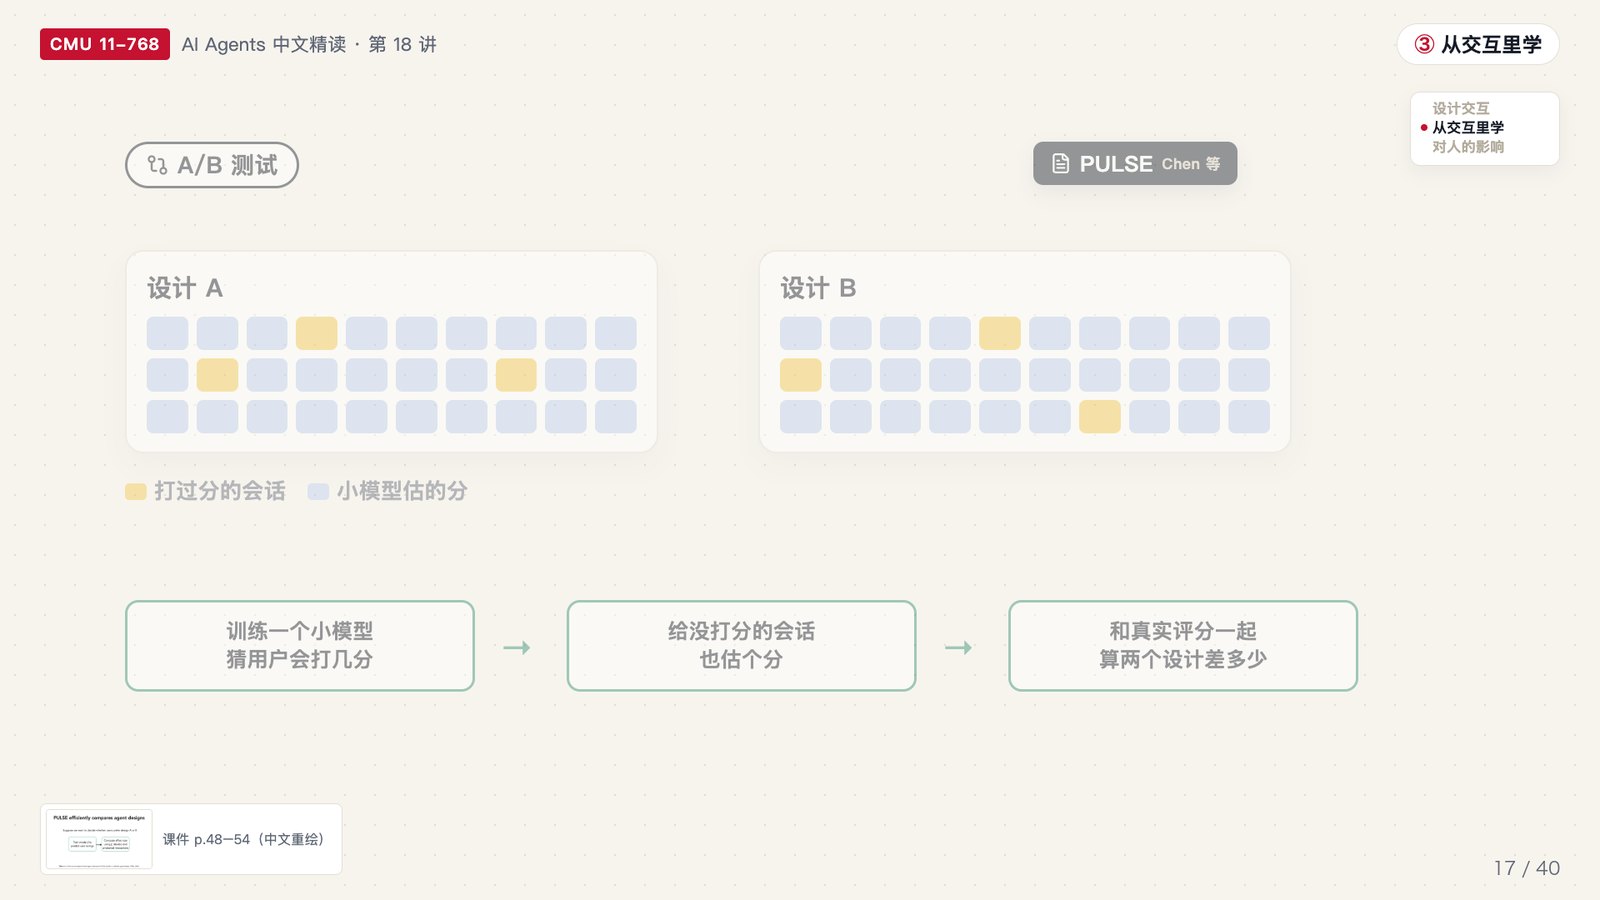 CMU 11-768 AI Agents 中文精读 · 第 18 讲
③ 从交互里学
设计交互
从交互里学
对人的影响
A/B 测试
PULSE Chen 等
设计 A
设计 B
打过分的会话 小模型估的分
训练一个小模型
猜用户会打几分
→
给没打分的会话
也估个分
→
和真实评分一起
算两个设计差多少
PULSE efficiently compares agent designs
课件 p.48—54（中文重绘）
17 / 40